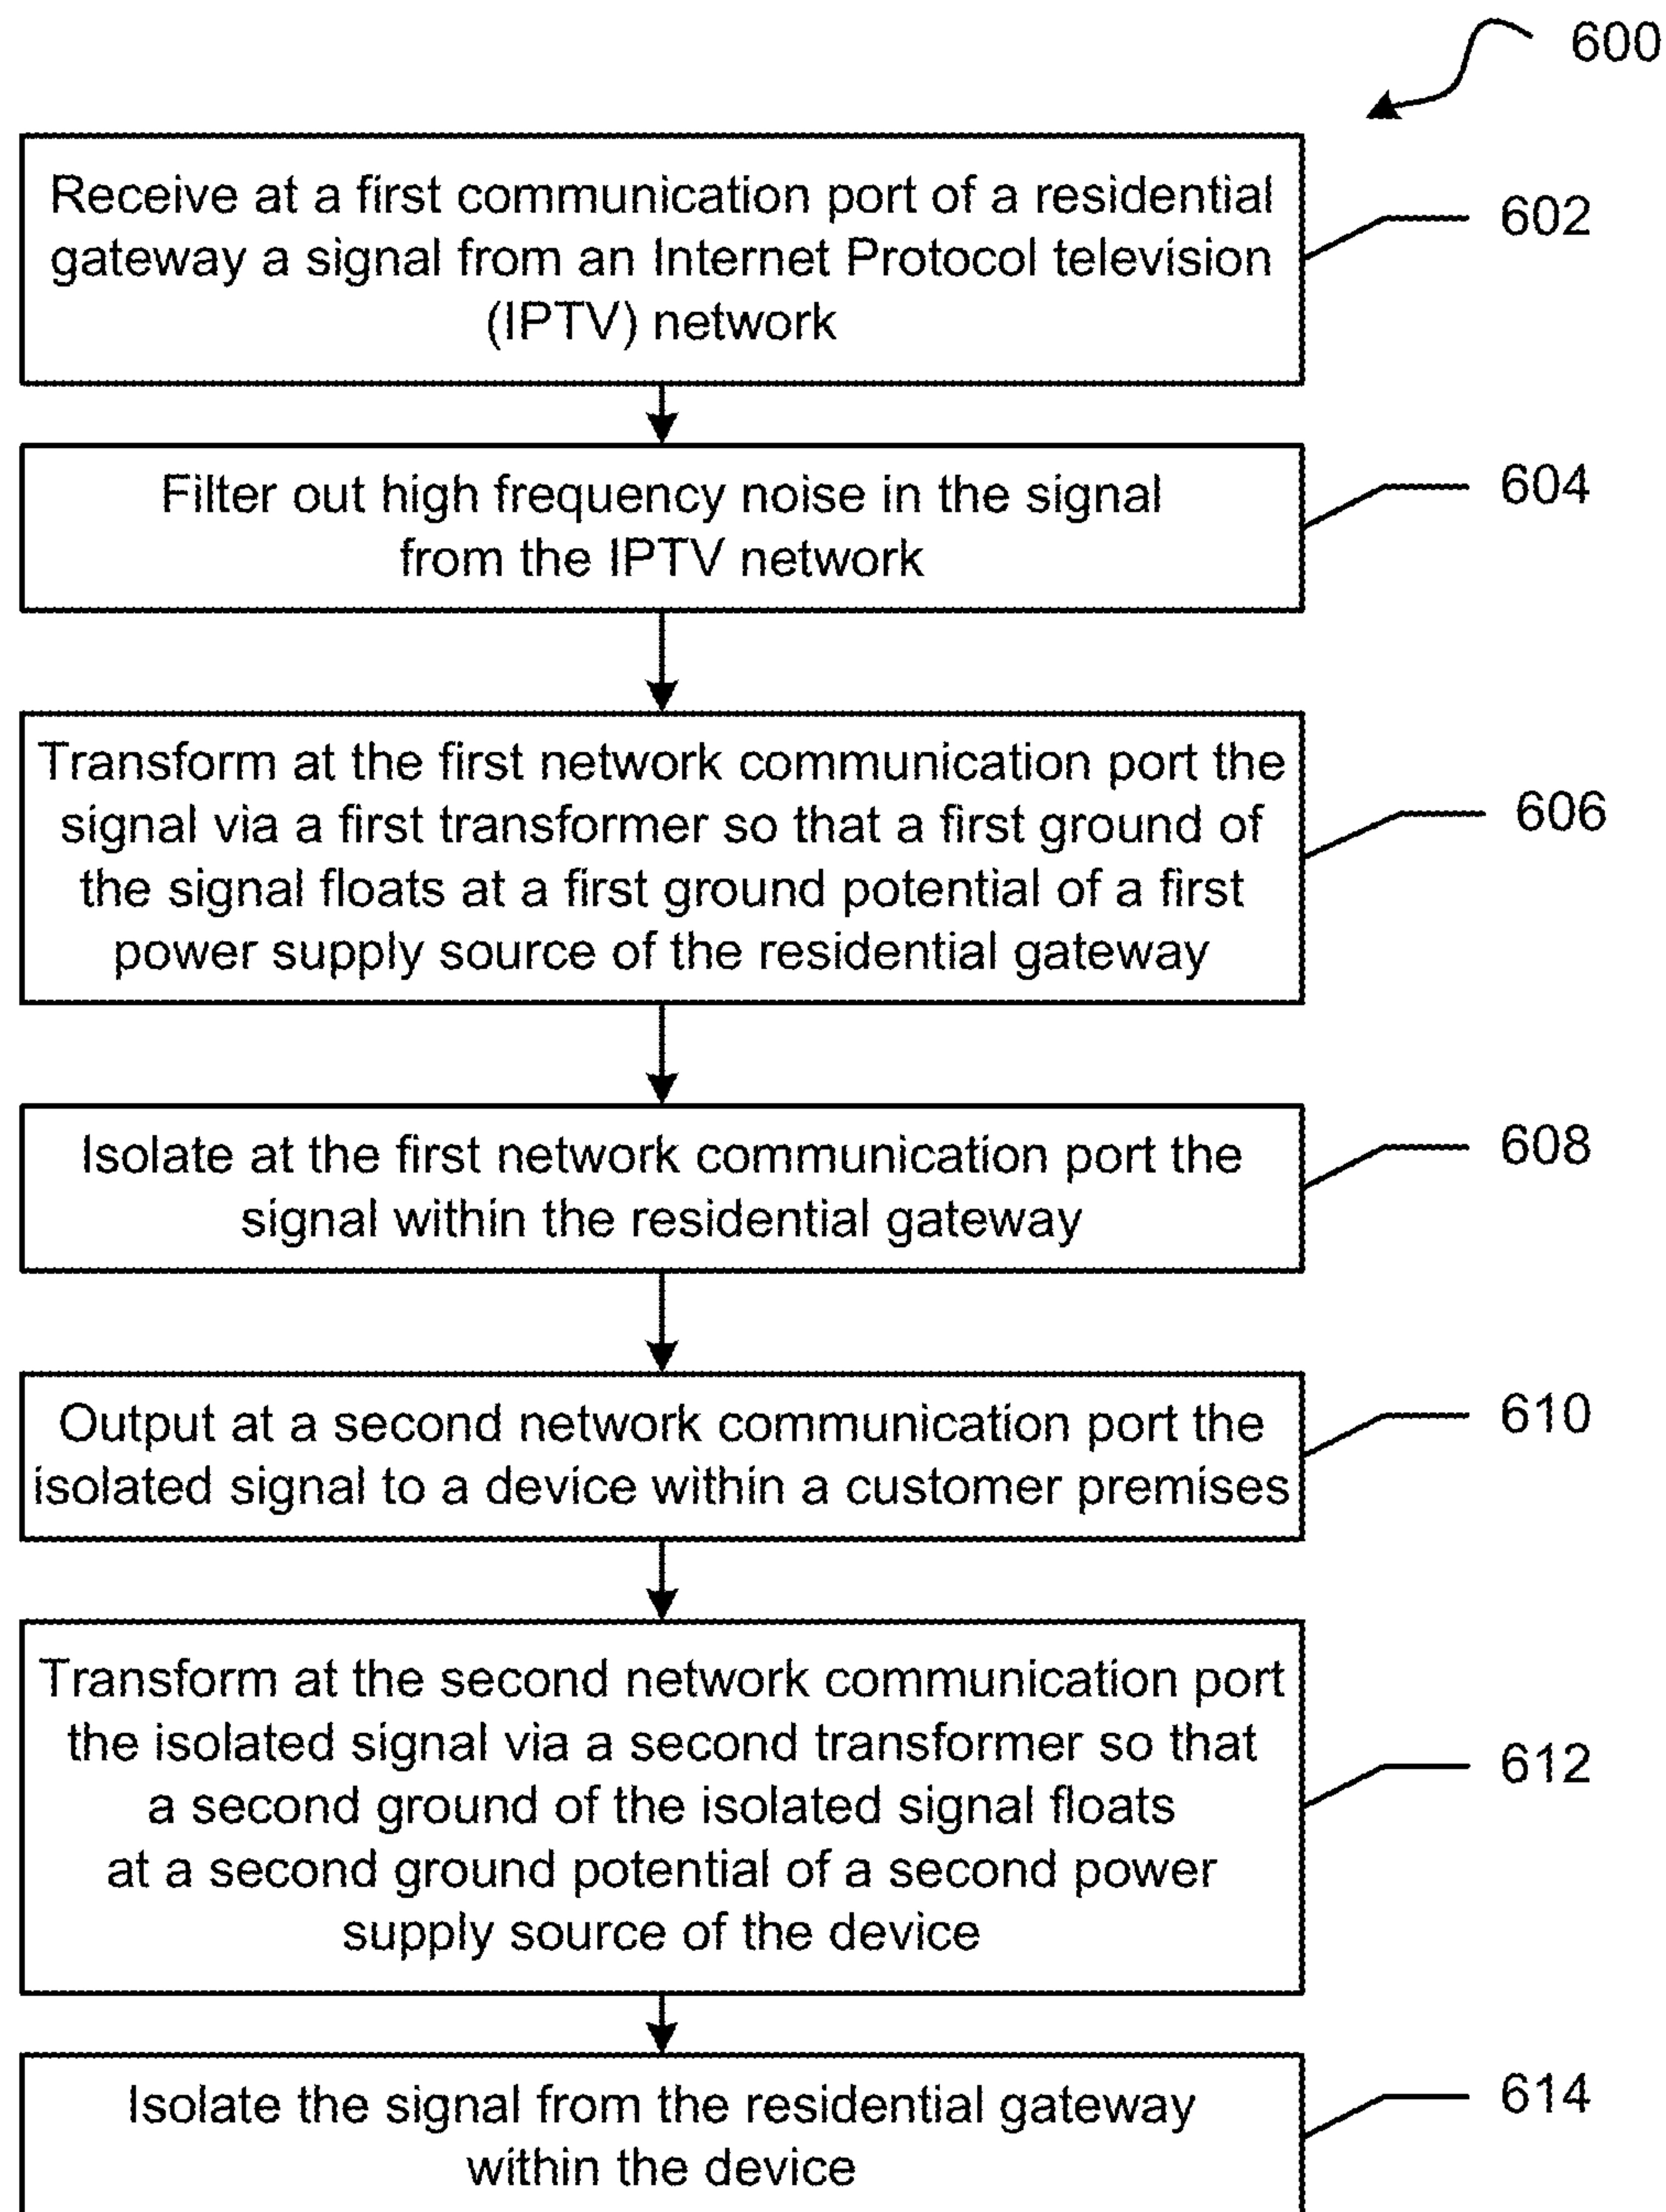 600
Receive at a first communication port of a residential
gateway a signal from an Internet Protocol television
(IPTV) network
602
Filter out high frequency noise in the signal
from the IPTV network
604
Transform at the first network communication port the
signal via a first transformer so that a first ground of
the signal floats at a first ground potential of a first
power supply source of the residential gateway
606
Isolate at the first network communication port the
signal within the residential gateway
608
Output at a second network communication port the
isolated signal to a device within a customer premises
610
Transform at the second network communication port
the isolated signal via a second transformer so that
a second ground of the isolated signal floats
at a second ground potential of a second power
supply source of the device
612
Isolate the signal from the residential gateway
within the device
614